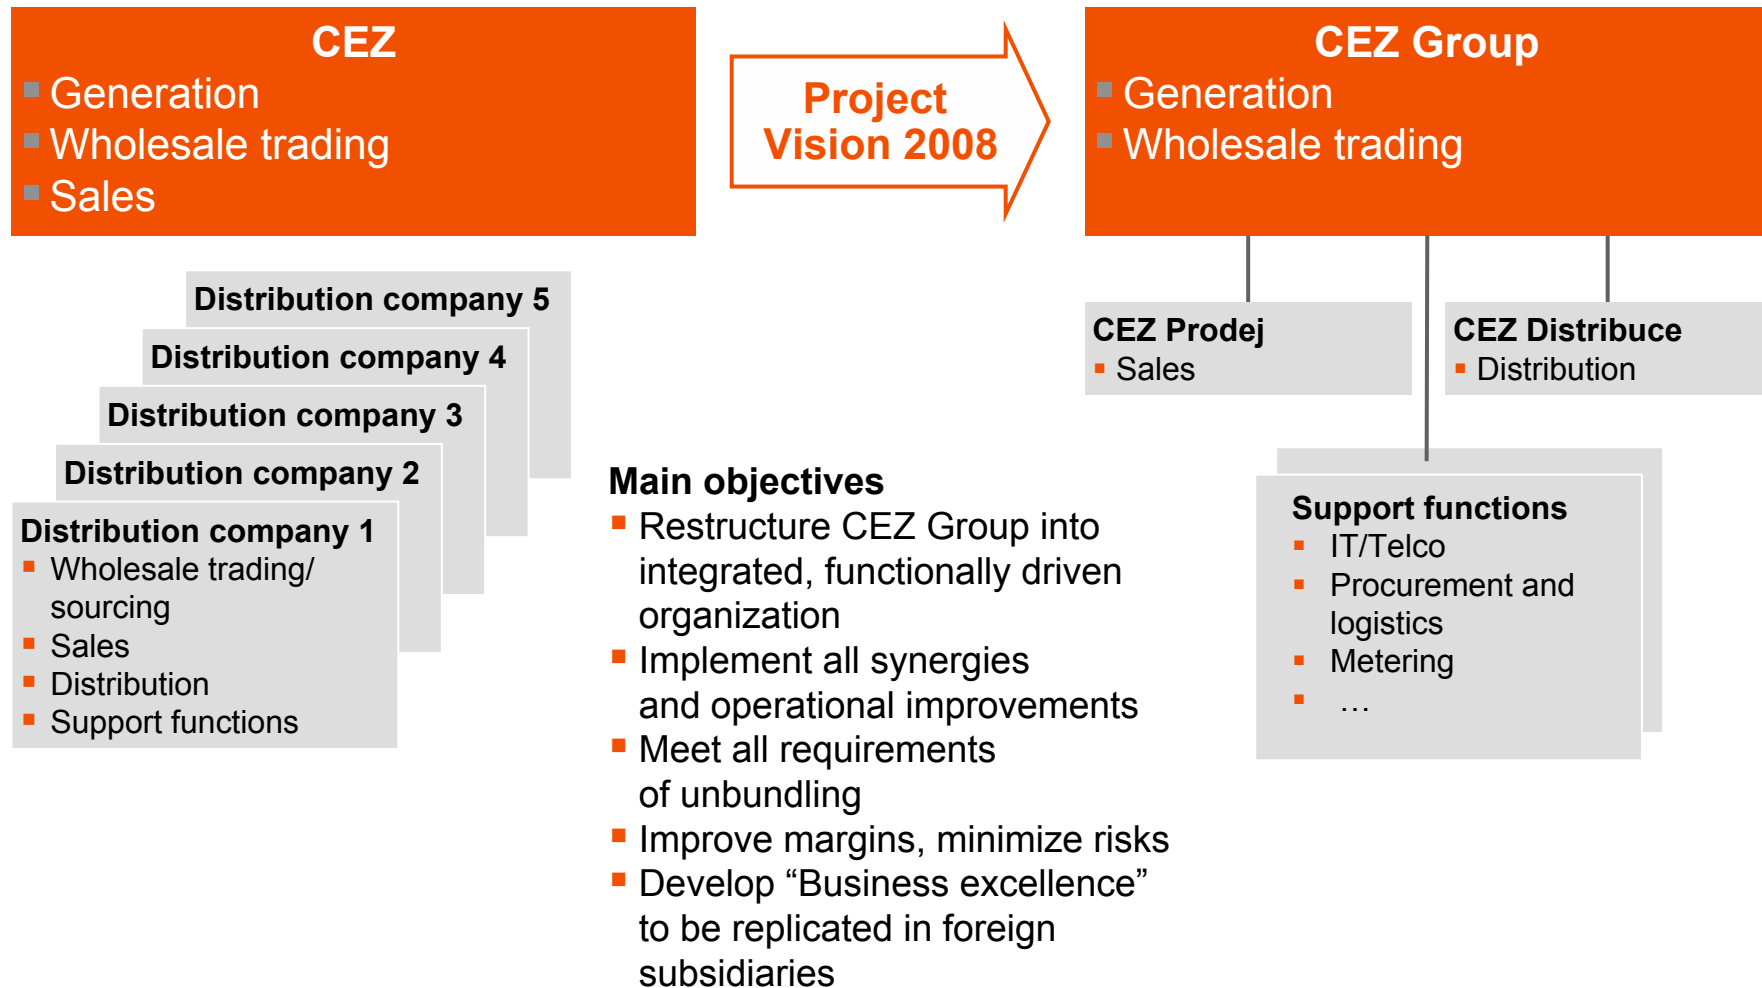 CEZ
Generation
Wholesale trading
Sales
Project
Vision 2008
CEZ Group
Generation
Wholesale trading
Distribution company 5
Distribution company 4
Distribution company 3
Distribution company 2
Distribution company 1
Wholesale trading/
sourcing
Sales
Distribution
Support functions
Main objectives
Restructure CEZ Group into
integrated, functionally driven
organization
Implement all synergies
and operational improvements
Meet all requirements
of unbundling
Improve margins, minimize risks
Develop “Business excellence”
to be replicated in foreign
subsidiaries
CEZ Prodej
Sales
CEZ Distribuce
Distribution
Support functions
IT/Telco
Procurement and
logistics
Metering
…